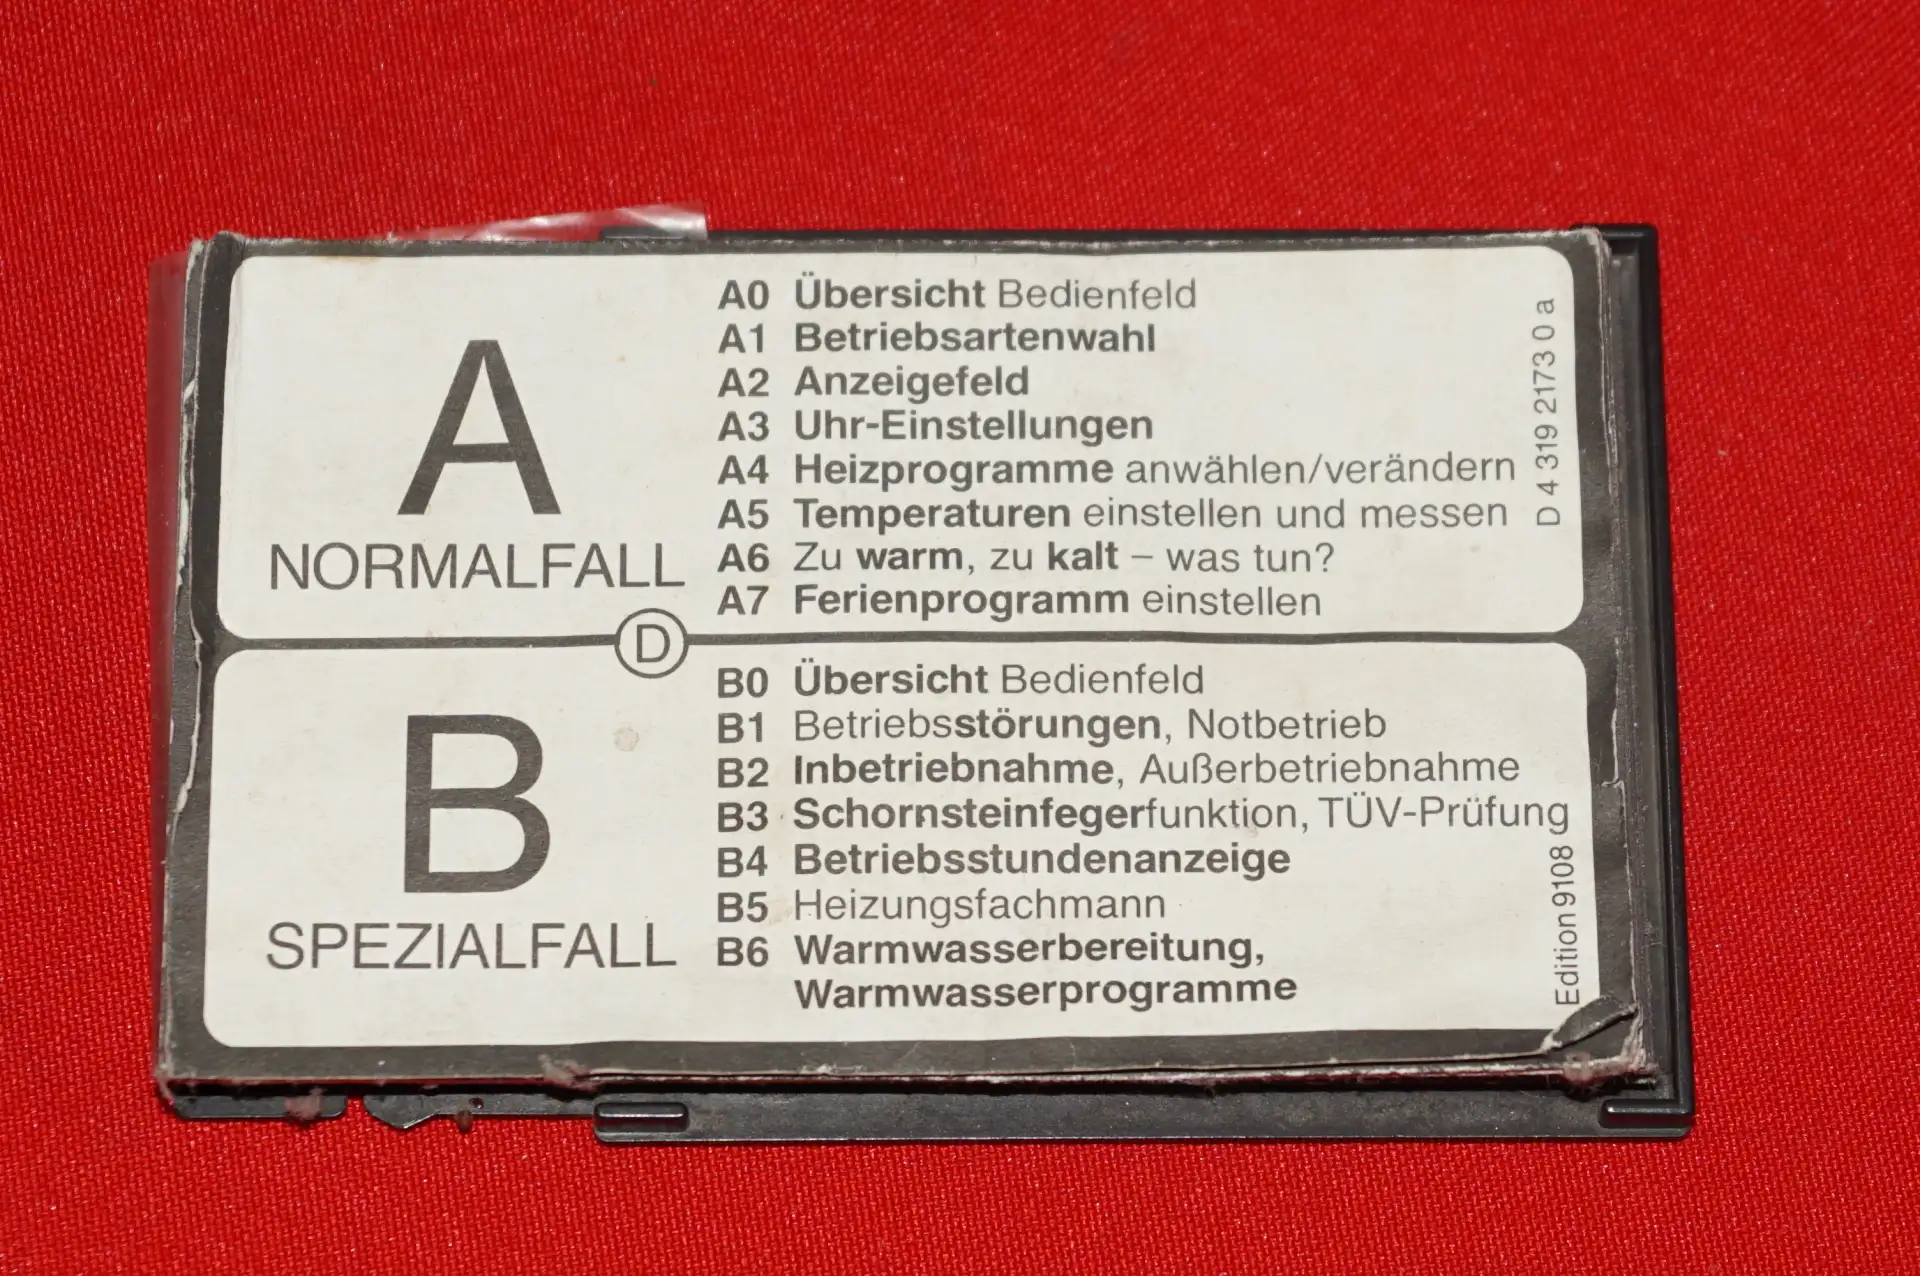 A
NORMALFALL
A0 Übersicht Bedienfeld
A1 Betriebsartenwahl
A2 Anzeigefeld
A3 Uhr-Einstellungen
A4 Heizprogramme anwählen/verändern
A5 Temperaturen einstellen und messen
A6 Zu warm, zu kalt – was tun?
A7 Ferienprogramm einstellen
D 4 319 2173 0 a
D
B
SPEZIALFALL
B0 Übersicht Bedienfeld
B1 Betriebsstörungen, Notbetrieb
B2 Inbetriebnahme, Außerbetriebnahme
B3 Schornsteinfegerfunktion, TÜV-Prüfung
B4 Betriebsstundenanzeige
B5 Heizungsfachmann
B6 Warmwasserbereitung,
Warmwasserprogramme
Edition 9108